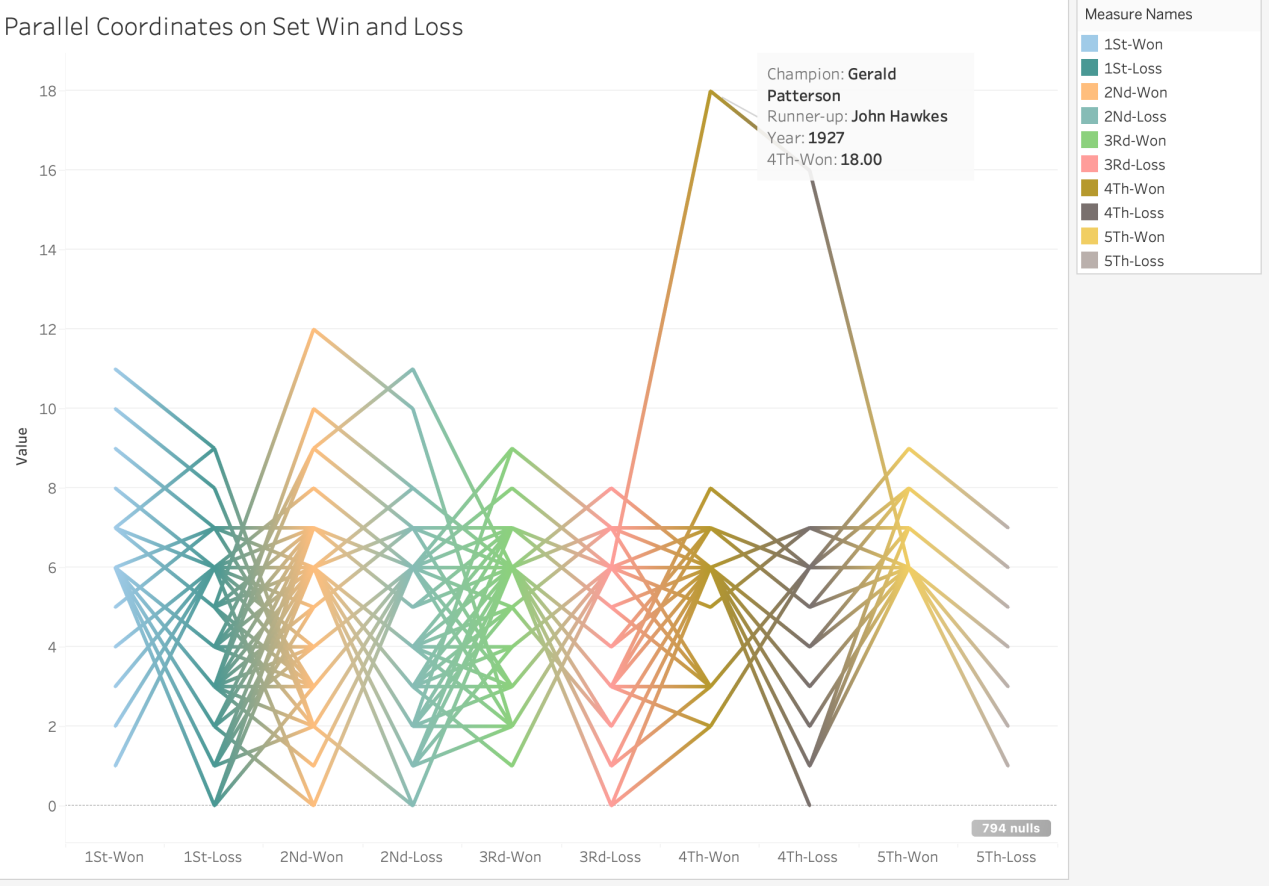 Parallel Coordinates on Set Win and Loss
Measure Names
1St-Won
1St-Loss
2Nd-Won
2Nd-Loss
3Rd-Won
3Rd-Loss
4Th-Won
4Th-Loss
5Th-Won
5Th-Loss
Champion: Gerald
Patterson
Runner-up: John Hawkes
Year: 1927
4Th-Won: 18.00
Value
18
16
14
12
10
8
6
4
2
0
794 nulls
1St-Won 1St-Loss 2Nd-Won 2Nd-Loss 3Rd-Won 3Rd-Loss 4Th-Won 4Th-Loss 5Th-Won 5Th-Loss